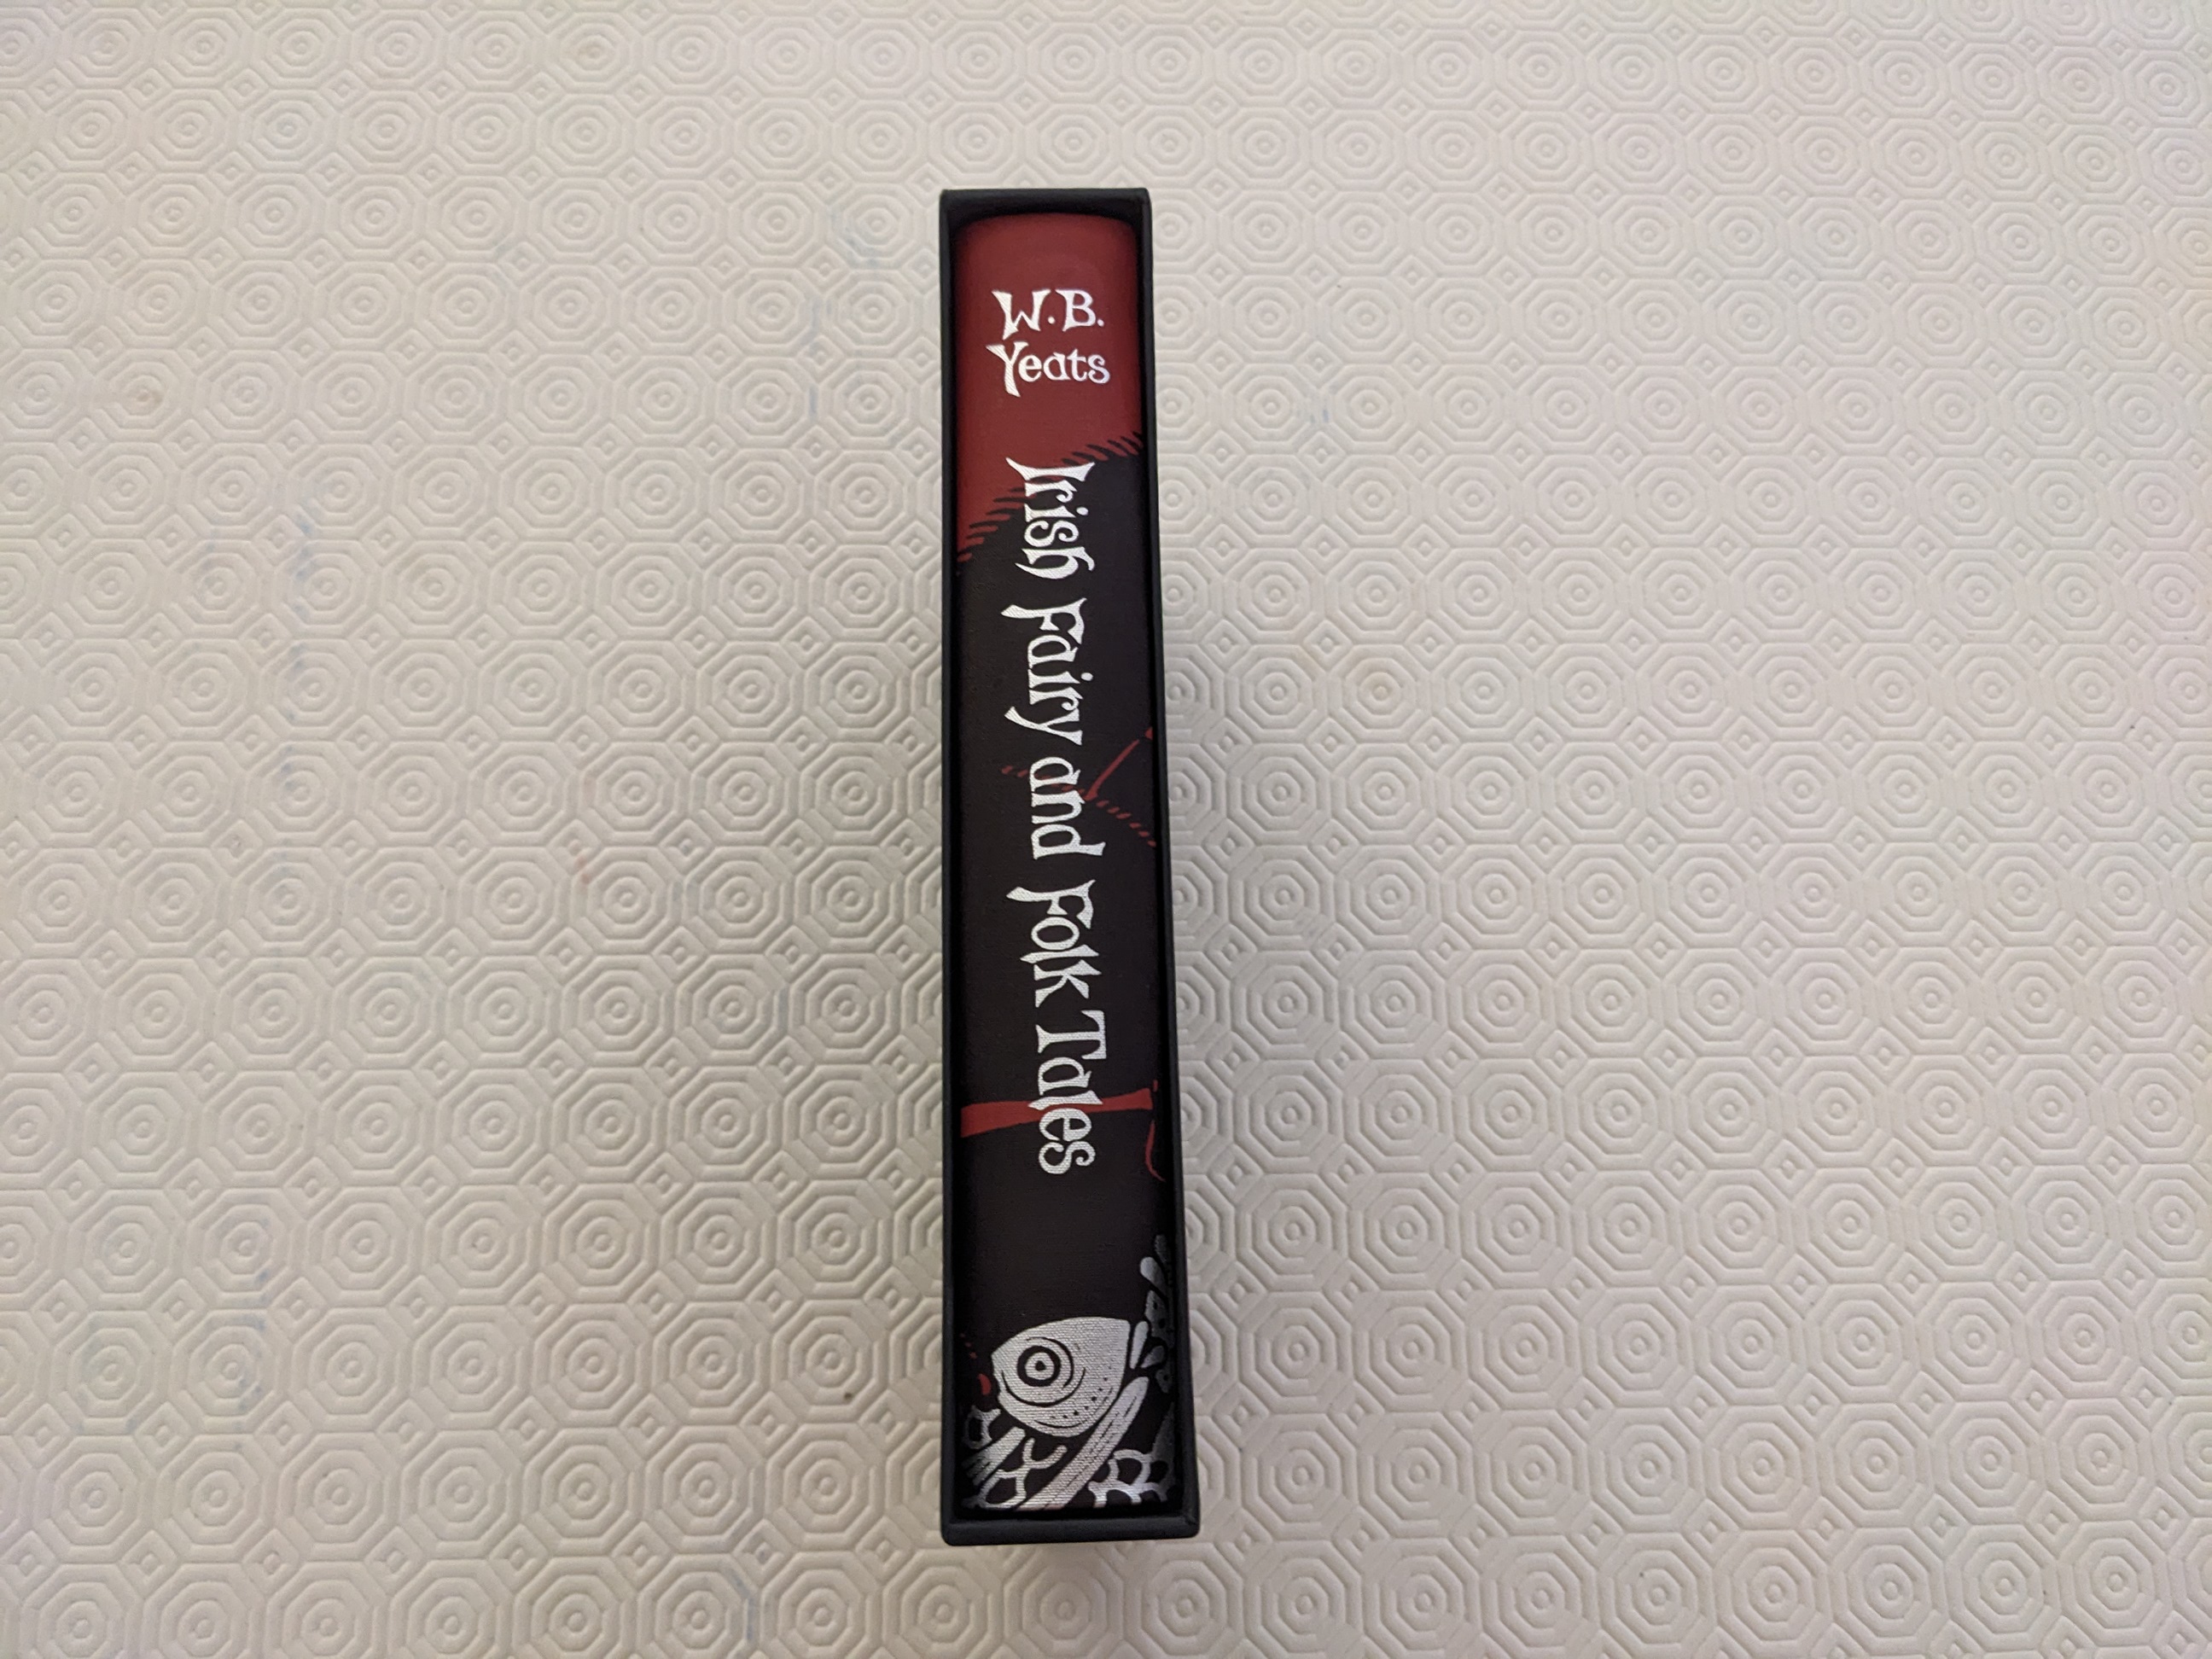 W.B.
Yeats
Irish Fairy and Folk Tales